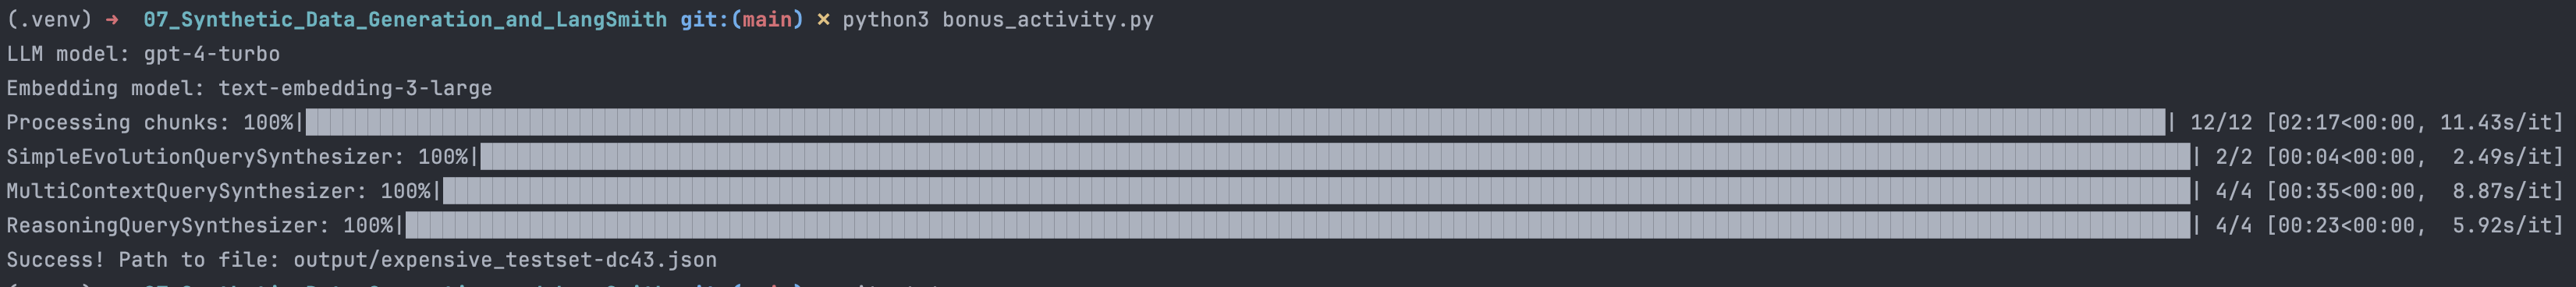 (.venv) ➜  07_Synthetic_Data_Generation_and_LangSmith git:(main) ✗ python3 bonus_activity.py
LLM model: gpt-4-turbo
Embedding model: text-embedding-3-large
Processing chunks: 100%| | 12/12 [02:17<00:00, 11.43s/it]
SimpleEvolutionQuerySynthesizer: 100%| | 2/2 [00:04<00:00,  2.49s/it]
MultiContextQuerySynthesizer: 100%| | 4/4 [00:35<00:00,  8.87s/it]
ReasoningQuerySynthesizer: 100%| | 4/4 [00:23<00:00,  5.92s/it]
Success! Path to file: output/expensive_testset-dc43.json